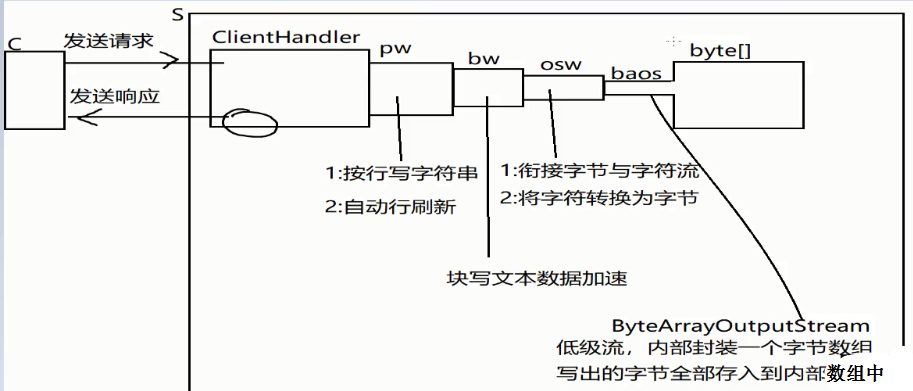 S
C
发送请求
发送响应
ClientHandler
pw
bw
osw
baos
byte[]
1:按行写字符串
2:自动行刷新
1:衔接字节与字符流
2:将字符转换为字节
块写文本数据加速
ByteArrayOutputStream
低级流，内部封装一个字节数组
写出的字节全部存入到内部数组中